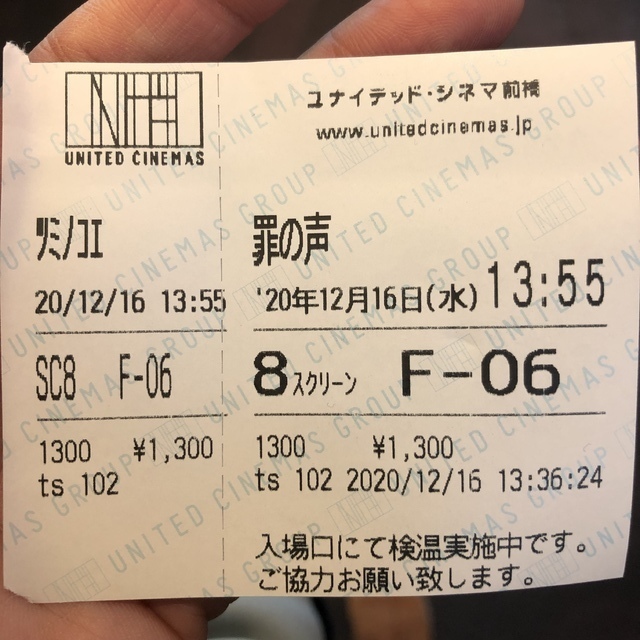 UNITED CINEMAS
ユナイテッド・シネマ前橋
www.unitedcinemas.jp
ツミノコエ
20/12/16 13:55
SC8 F-06
1300 ¥1,300
ts 102
罪の声
'20年12月16日(水) 13:55
8スクリーン F-06
1300 ¥1,300
ts 102 2020/12/16 13:36:24
入場口にて検温実施中です。
ご協力お願い致します。
UNITED CINEMAS GROUP